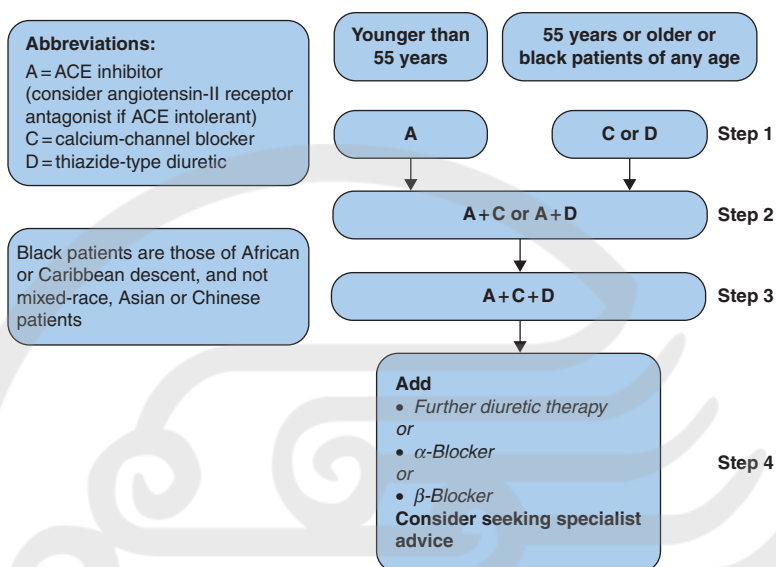 Abbreviations:
A = ACE inhibitor
(consider angiotensin-II receptor
antagonist if ACE intolerant)
C = calcium-channel blocker
D = thiazide-type diuretic
Black patients are those of African
or Caribbean descent, and not
mixed-race, Asian or Chinese
patients
Younger than
55 years
55 years or older or
black patients of any age
A
C or D
Step 1
A + C or A + D
Step 2
A + C + D
Step 3
Add
• Further diuretic therapy
or
• α-Blocker
or
• β-Blocker
Consider seeking specialist
advice
Step 4